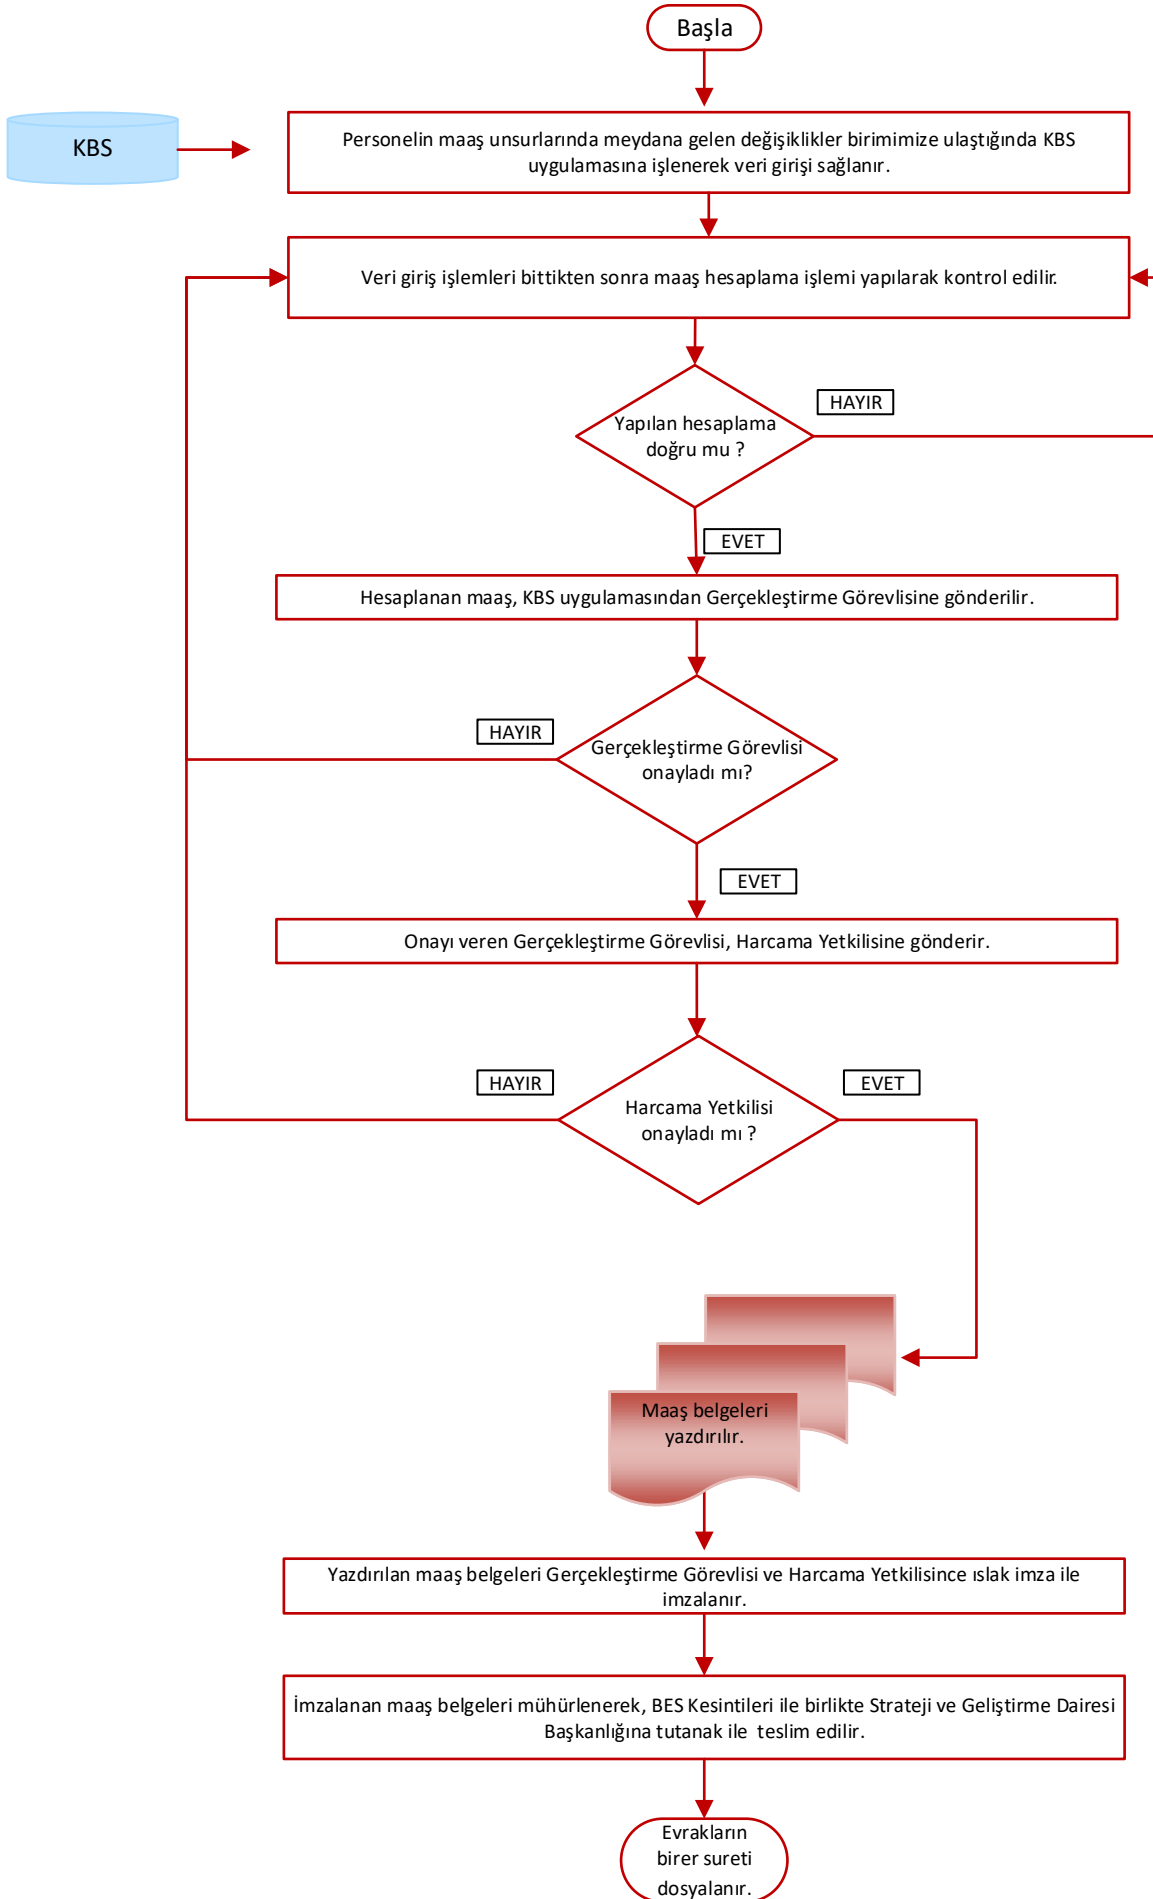 Başla
KBS
Personelin maaş unsurlarında meydana gelen değişiklikler birimimize ulaştığında KBS
uygulamasına işlenerek veri girişi sağlanır.
Veri giriş işlemleri bittikten sonra maaş hesaplama işlemi yapılarak kontrol edilir.
HAYIR
Yapılan hesaplama
doğru mu ?
EVET
Hesaplanan maaş, KBS uygulamasından Gerçekleştirme Görevlisine gönderilir.
HAYIR
Gerçekleştirme Görevlisi
onayladı mı?
EVET
Onayı veren Gerçekleştirme Görevlisi, Harcama Yetkilisine gönderir.
HAYIR
EVET
Harcama Yetkilisi
onayladı mı ?
Maaş belgeleri
yazdırılır.
Yazdırılan maaş belgeleri Gerçekleştirme Görevlisi ve Harcama Yetkilisince ıslak imza ile
imzalanır.
İmzalanan maaş belgeleri mühürlenerek, BES Kesintileri ile birlikte Strateji ve Geliştirme Dairesi
Başkanlığına tutanak ile teslim edilir.
Evrakların
birer sureti
dosyalanır.